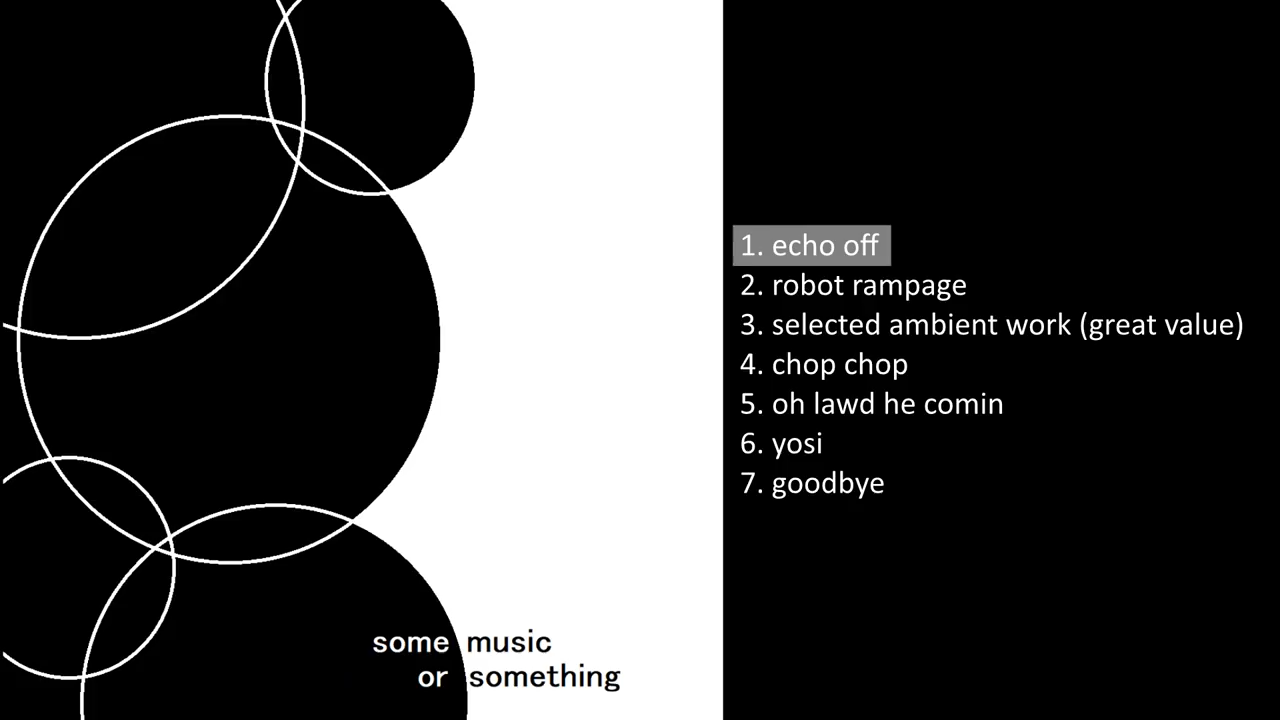 1. echo off
2. robot rampage
3. selected ambient work (great value)
4. chop chop
5. oh lawd he comin
6. yosi
7. goodbye
some music
or something